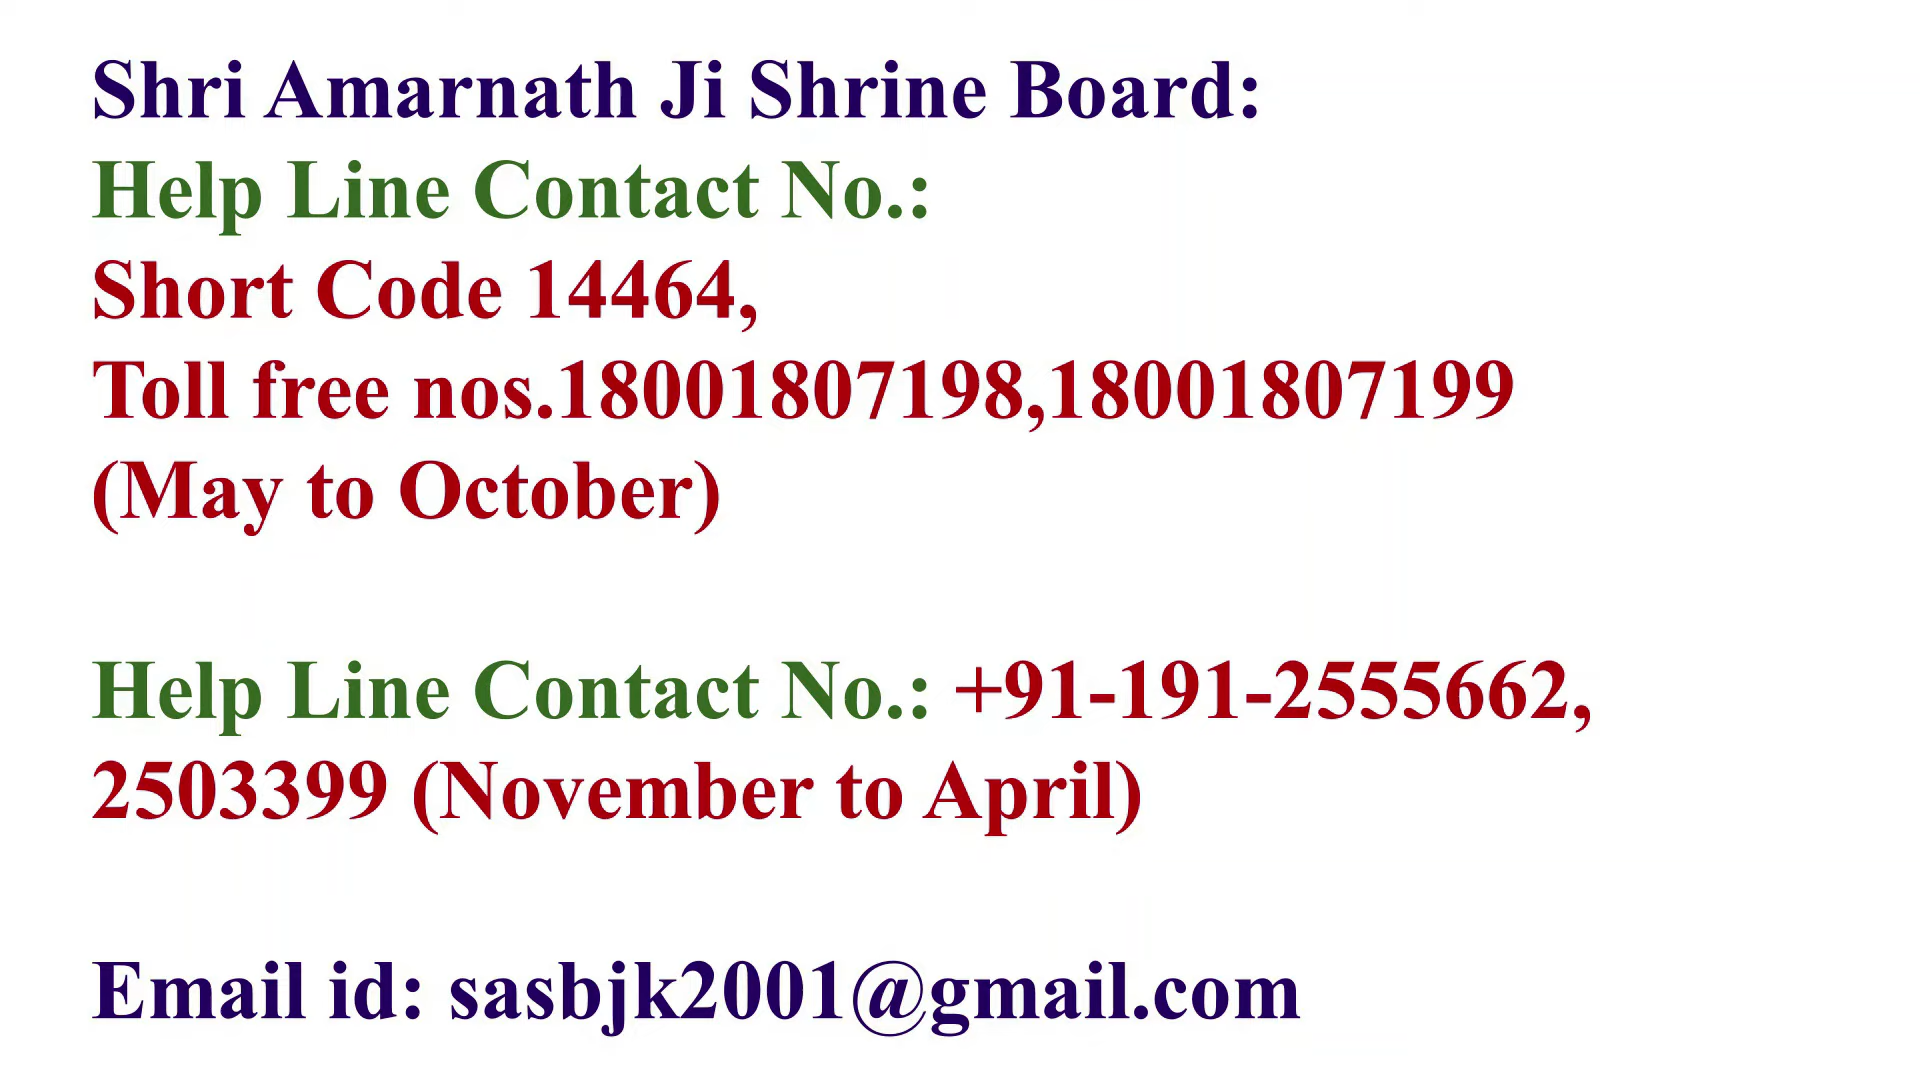 Shri Amarnath Ji Shrine Board:
Help Line Contact No.:
Short Code 14464,
Toll free nos.18001807198,18001807199
(May to October)
Help Line Contact No.: +91-191-2555662,
2503399 (November to April)
Email id: sasbjk2001@gmail.com